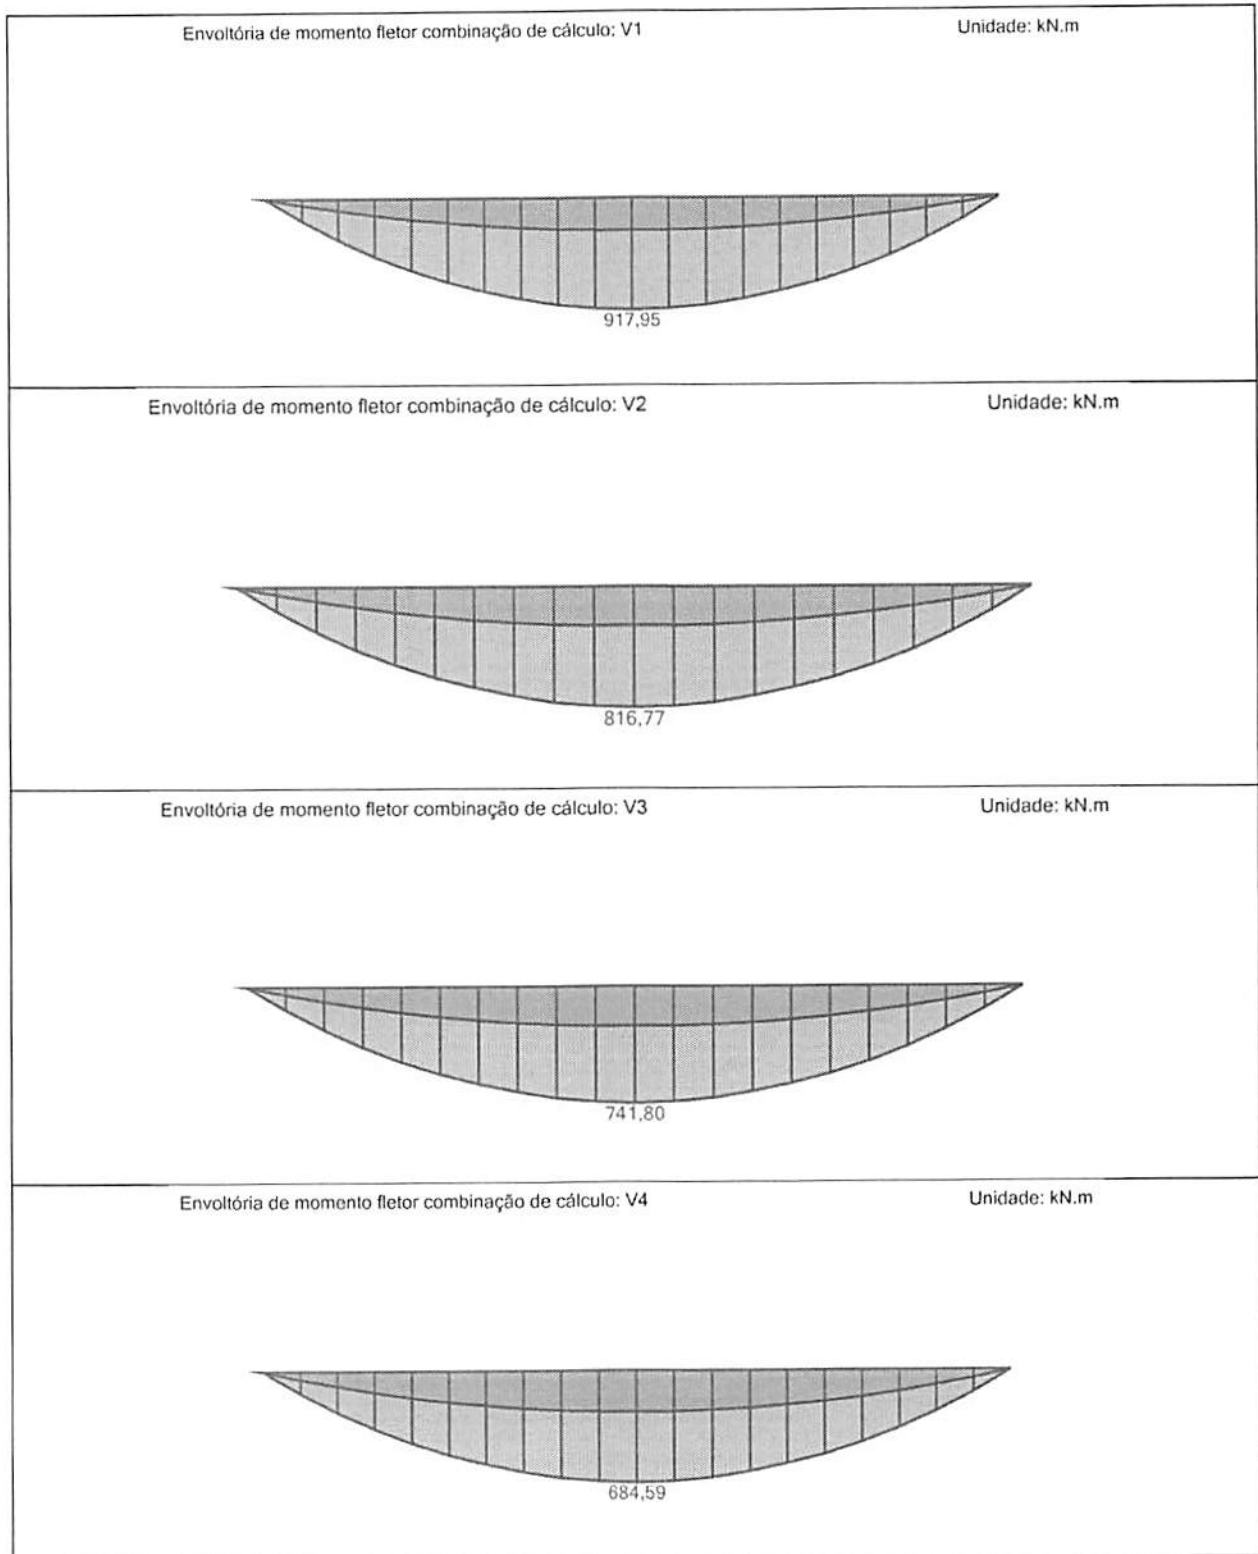 Envoltória de momento fletor combinação de cálculo: V1 Unidade: kN.m
917,95
Envoltória de momento fletor combinação de cálculo: V2 Unidade: kN.m
816,77
Envoltória de momento fletor combinação de cálculo: V3 Unidade: kN.m
741,80
Envoltória de momento fletor combinação de cálculo: V4 Unidade: kN.m
684,59